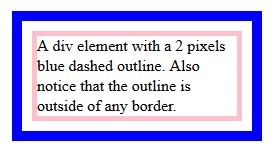 A div element with a 2 pixels
blue dashed outline. Also
notice that the outline is
outside of any border.